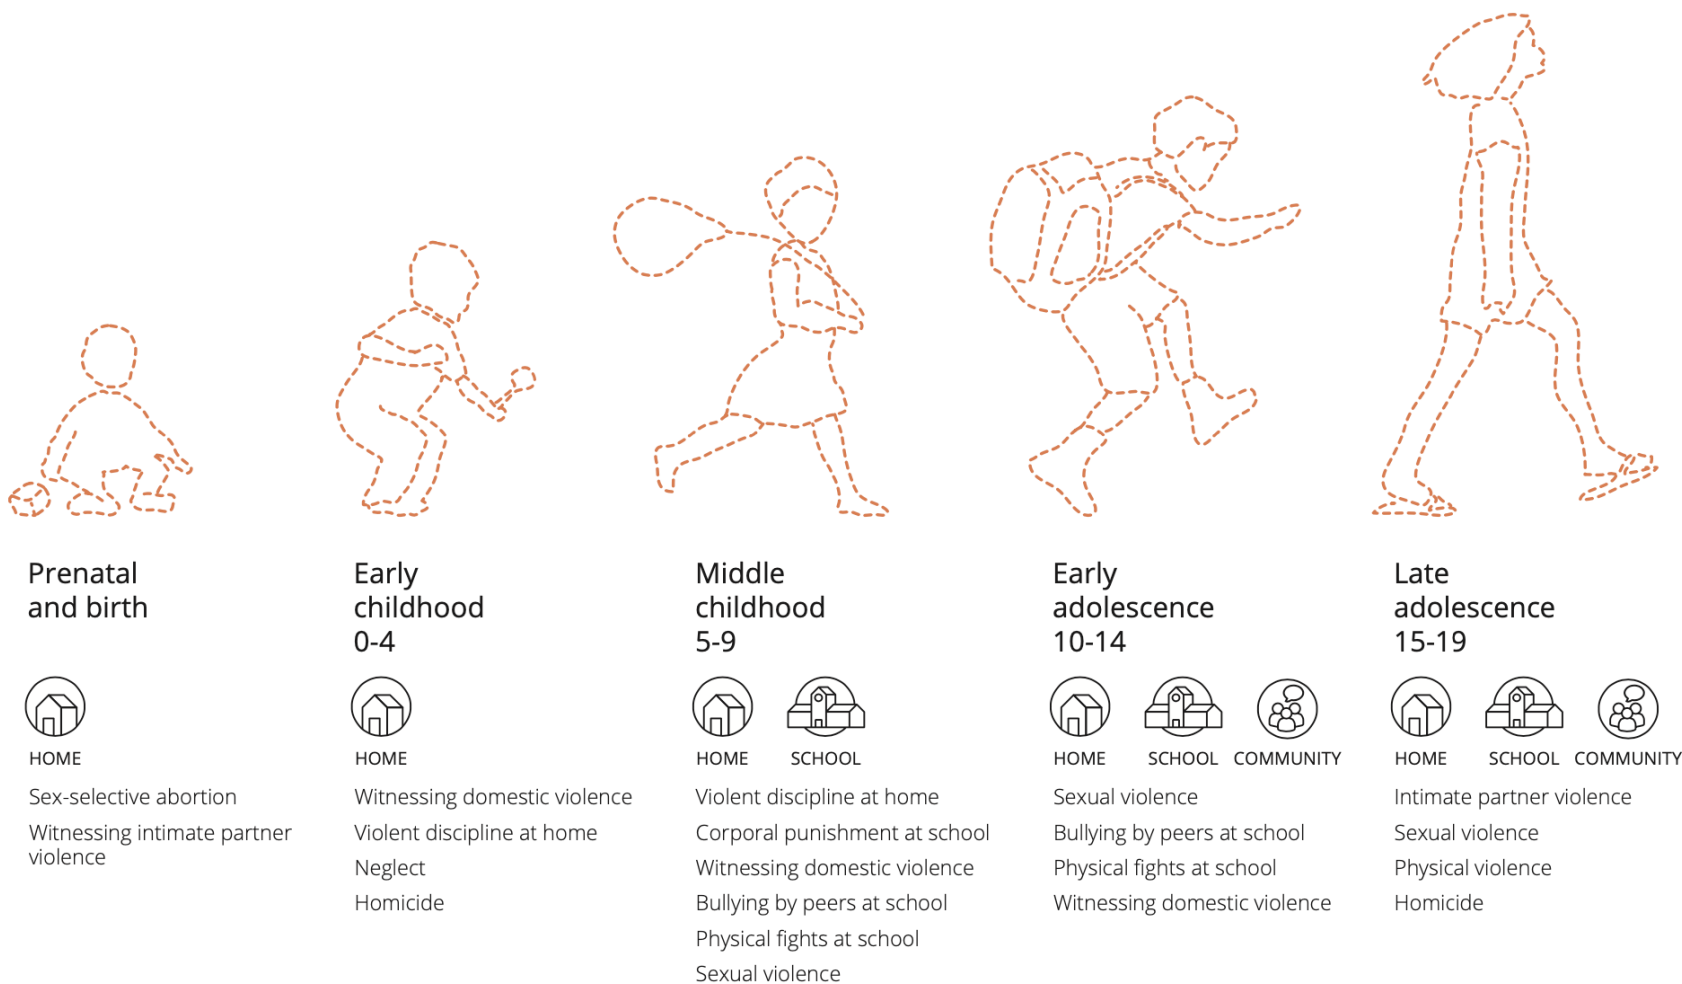 Prenatal
and birth
HOME
Sex-selective abortion
Witnessing intimate partner
violence
Early
childhood
0-4
HOME
Witnessing domestic violence
Violent discipline at home
Neglect
Homicide
Middle
childhood
5-9
HOME SCHOOL
Violent discipline at home
Corporal punishment at school
Witnessing domestic violence
Bullying by peers at school
Physical fights at school
Sexual violence
Early
adolescence
10-14
HOME SCHOOL COMMUNITY
Sexual violence
Bullying by peers at school
Physical fights at school
Witnessing domestic violence
Late
adolescence
15-19
HOME SCHOOL COMMUNITY
Intimate partner violence
Sexual violence
Physical violence
Homicide